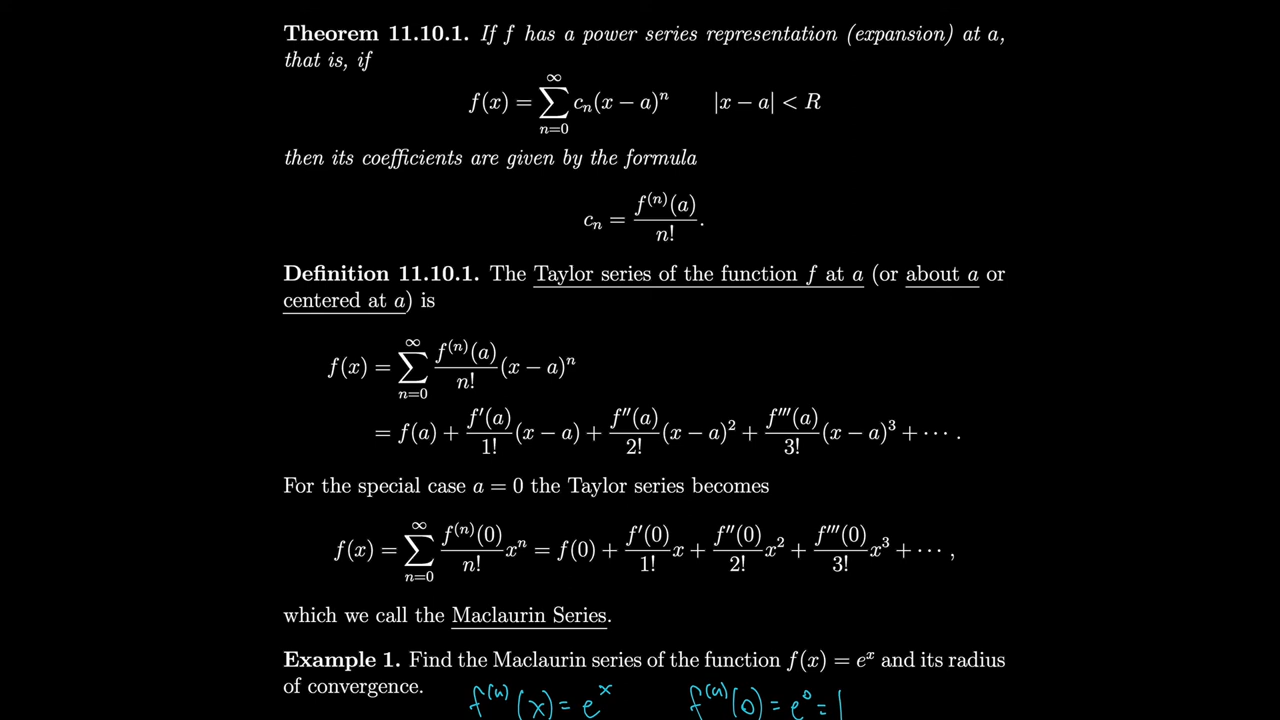 Theorem 11.10.1. If f has a power series representation (expansion) at a,
that is, if
f(x) = ∑_{n=0}^{∞} c_n(x − a)^n    |x − a| < R
then its coefficients are given by the formula
c_n = f^{(n)}(a)/n!.
Definition 11.10.1. The Taylor series of the function f at a (or about a or
centered at a) is
f(x) = ∑_{n=0}^{∞} f^{(n)}(a)/n! (x − a)^n
= f(a) + f′(a)/1! (x − a) + f″(a)/2! (x − a)^2 + f‴(a)/3! (x − a)^3 + ⋯ .
For the special case a = 0 the Taylor series becomes
f(x) = ∑_{n=0}^{∞} f^{(n)}(0)/n! x^n = f(0) + f′(0)/1! x + f″(0)/2! x^2 + f‴(0)/3! x^3 + ⋯ ,
which we call the Maclaurin Series.
Example 1. Find the Maclaurin series of the function f(x) = e^x and its radius
of convergence.
f^{(n)}(x) = e^x    f^{(n)}(0) = e^0 = 1